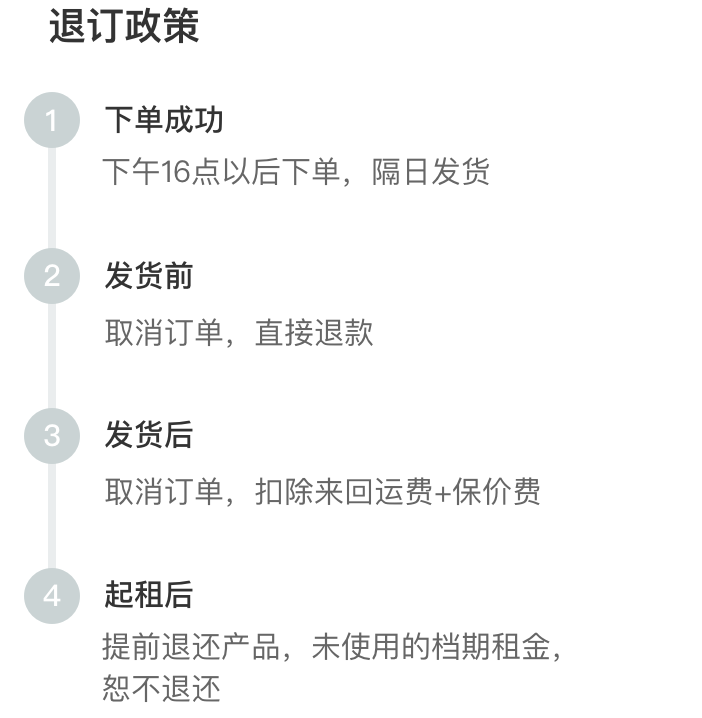 退订政策
1 下单成功
下午16点以后下单，隔日发货
2 发货前
取消订单，直接退款
3 发货后
取消订单，扣除来回运费+保价费
4 起租后
提前退还产品，未使用的档期租金，
恕不退还